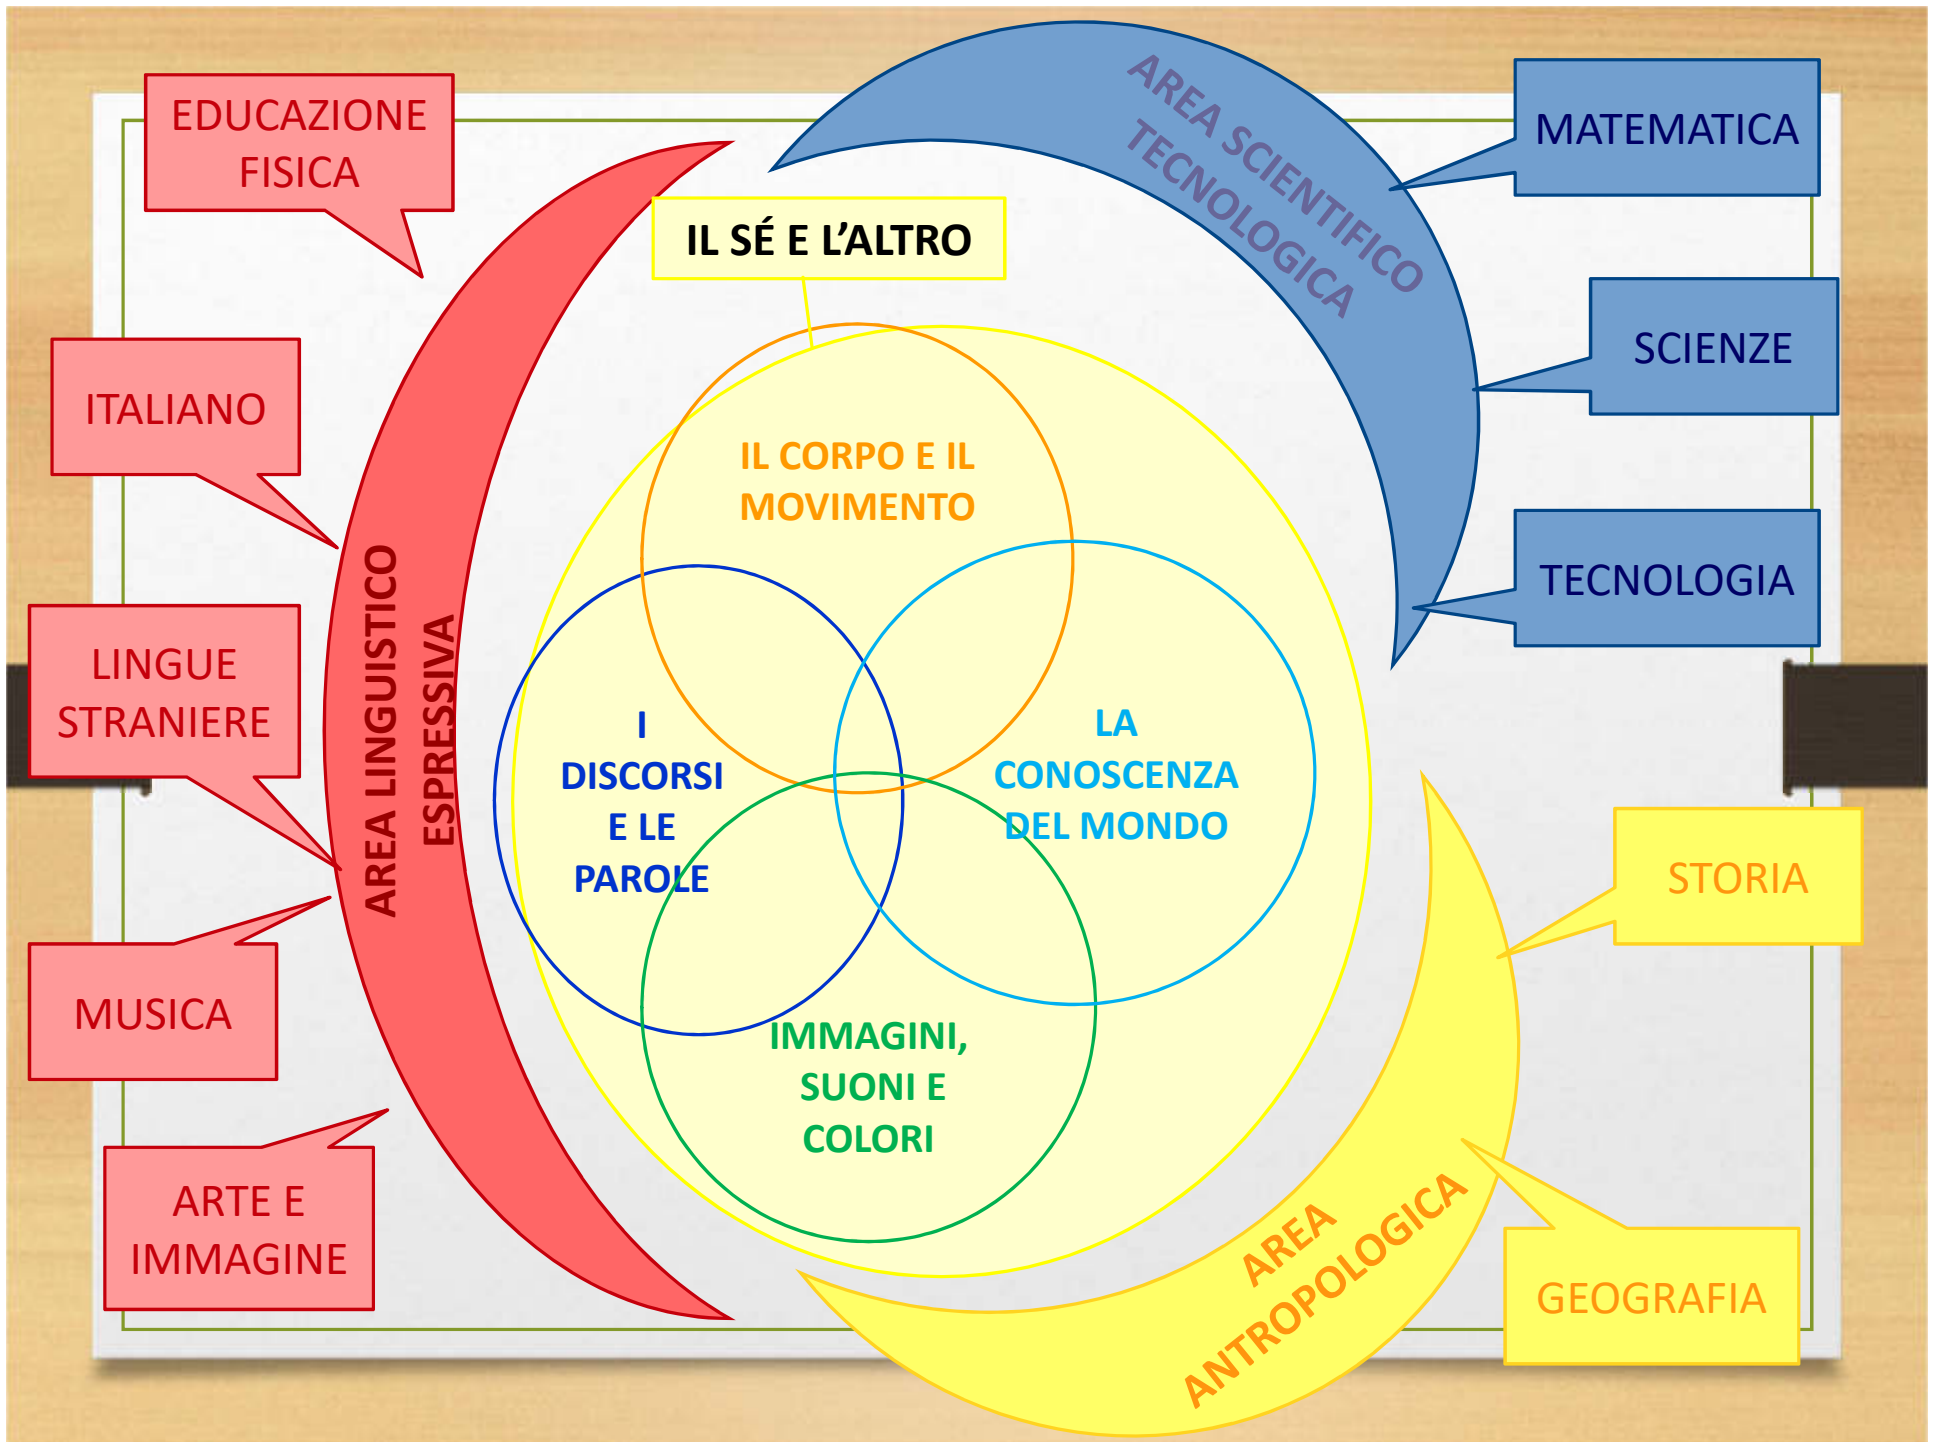 EDUCAZIONE
FISICA
ITALIANO
LINGUE
STRANIERE
MUSICA
ARTE E
IMMAGINE
AREA LINGUISTICO
ESPRESSIVA
IL SÉ E L’ALTRO
IL CORPO E IL
MOVIMENTO
I
DISCORSI
E LE
PAROLE
LA
CONOSCENZA
DEL MONDO
IMMAGINI,
SUONI E
COLORI
AREA SCIENTIFICO
TECNOLOGICA
MATEMATICA
SCIENZE
TECNOLOGIA
AREA
ANTROPOLOGICA
STORIA
GEOGRAFIA